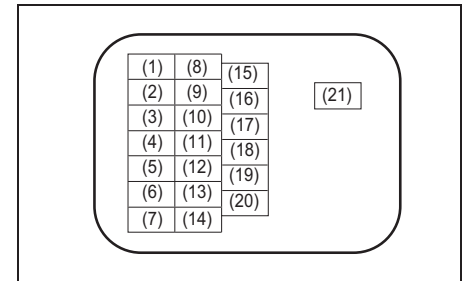 (1) (8) (15)
(2) (9) (16) (21)
(3) (10) (17)
(4) (11) (18)
(5) (12) (19)
(6) (13) (20)
(7) (14)